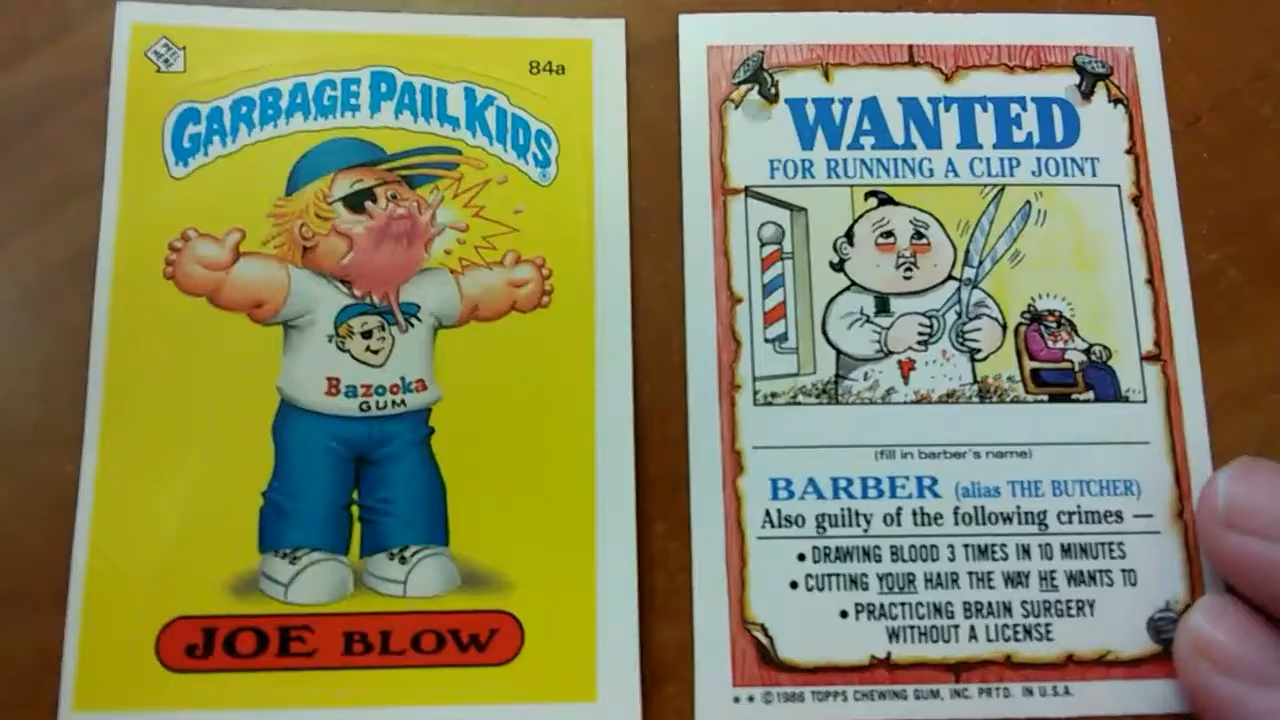 PEEL
HERE
84a
GARBAGE PAIL KIDS®
Bazooka
GUM
JOE BLOW
WANTED
FOR RUNNING A CLIP JOINT
(fill in barber's name)
BARBER (alias THE BUTCHER)
Also guilty of the following crimes —
• DRAWING BLOOD 3 TIMES IN 10 MINUTES
• CUTTING YOUR HAIR THE WAY HE WANTS TO
• PRACTICING BRAIN SURGERY
WITHOUT A LICENSE
** ©1986 TOPPS CHEWING GUM, INC. PRTD. IN U.S.A.